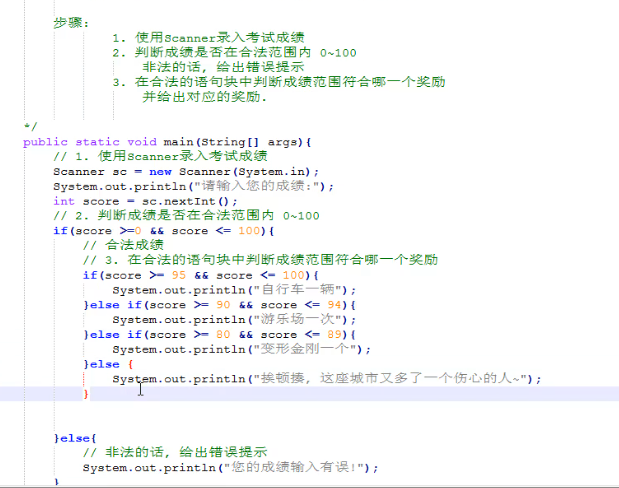 步骤:
1. 使用Scanner录入考试成绩
2. 判断成绩是否在合法范围内 0~100
非法的话, 给出错误提示
3. 在合法的语句块中判断成绩范围符合哪一个奖励
并给出对应的奖励.
*/
public static void main(String[] args){
// 1. 使用Scanner录入考试成绩
Scanner sc = new Scanner(System.in);
System.out.println("请输入您的成绩:");
int score = sc.nextInt();
// 2. 判断成绩是否在合法范围内 0~100
if(score >=0 && score <= 100){
// 合法成绩
// 3. 在合法的语句块中判断成绩范围符合哪一个奖励
if(score >= 95 && score <= 100){
System.out.println("自行车一辆");
}else if(score >= 90 && score <= 94){
System.out.println("游乐场一次");
}else if(score >= 80 && score <= 89){
System.out.println("变形金刚一个");
}else {
System.out.println("挨顿揍, 这座城市又多了一个伤心的人~");
}
}else{
// 非法的话, 给出错误提示
System.out.println("您的成绩输入有误!");
}